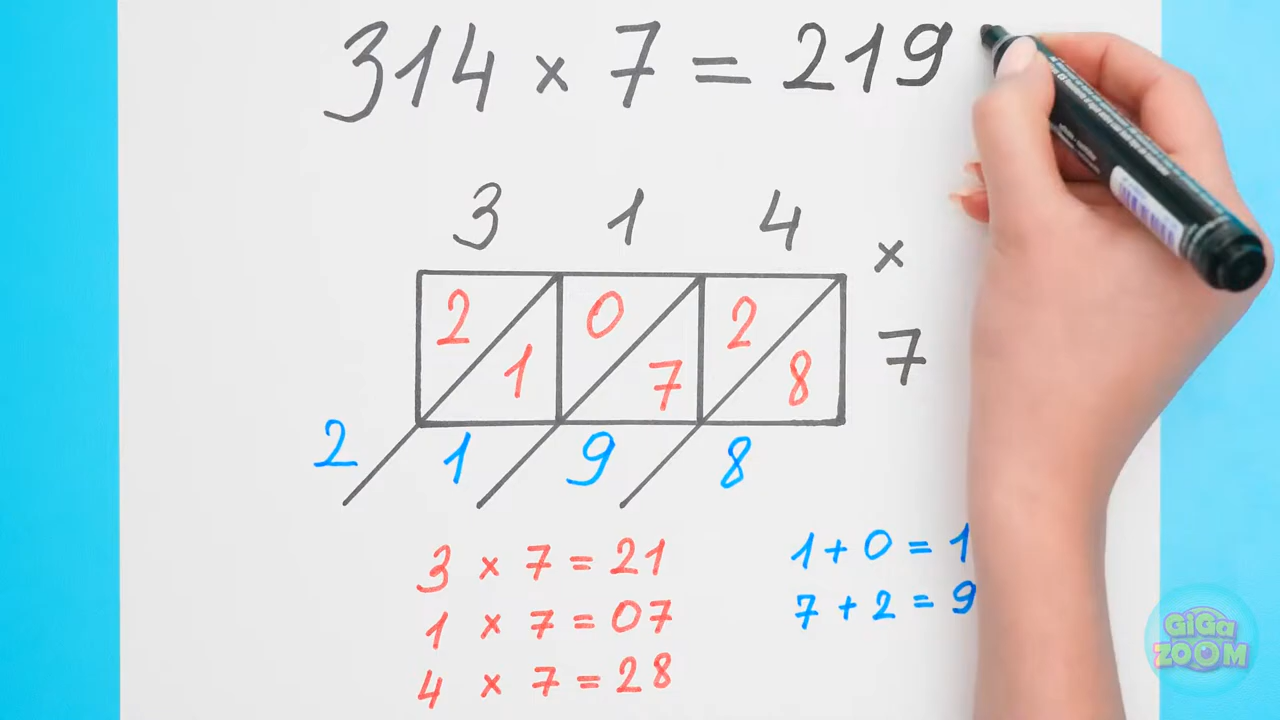 314 × 7 = 219
3 1 4 ×
2 0 2
1 7 8
7
2 1 9 8
3 × 7 = 21
1 × 7 = 07
4 × 7 = 28
1 + 0 = 1
7 + 2 = 9
GiGa
ZOOM